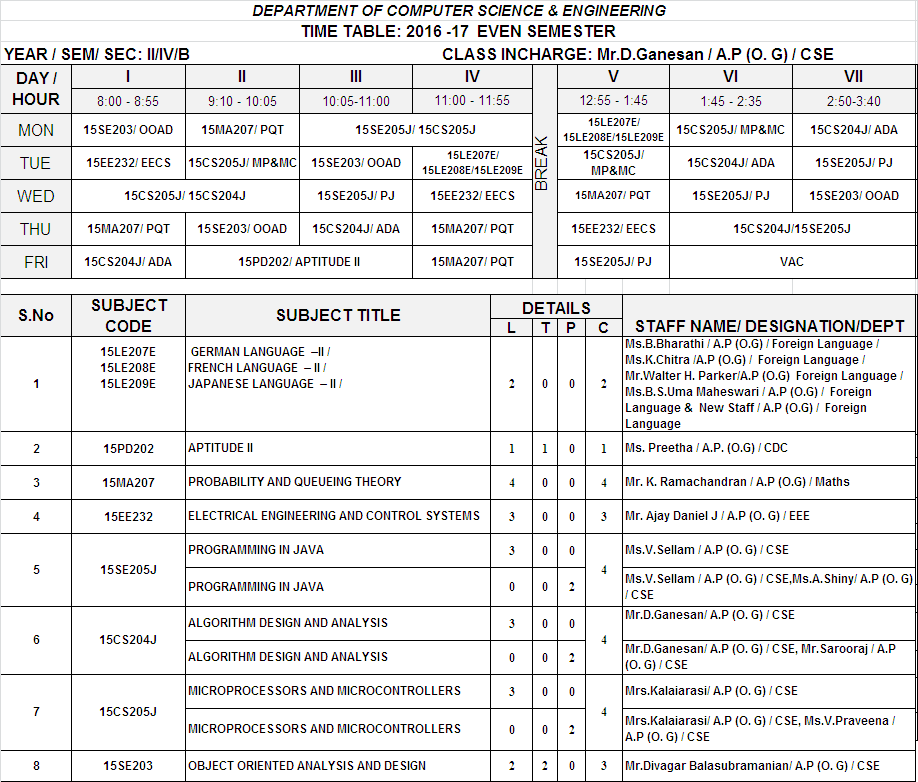 DEPARTMENT OF COMPUTER SCIENCE & ENGINEERING
TIME TABLE: 2016 -17  EVEN SEMESTER
YEAR / SEM/ SEC: II/IV/B CLASS INCHARGE: Mr.D.Ganesan / A.P (O. G) / CSE
DAY / HOUR I II III IV BREAK V VI VII
8:00 - 8:55 9:10 - 10:05 10:05-11:00 11:00 - 11:55 12:55 - 1:45 1:45 - 2:35 2:50-3:40
MON 15SE203/ OOAD 15MA207/ PQT 15SE205J/ 15CS205J 15LE207E/ 15LE208E/15LE209E 15CS205J/ MP&MC 15CS204J/ ADA
TUE 15EE232/ EECS 15CS205J/ MP&MC 15SE203/ OOAD 15LE207E/ 15LE208E/15LE209E 15CS205J/ MP&MC 15CS204J/ ADA 15SE205J/ PJ
WED 15CS205J/ 15CS204J 15SE205J/ PJ 15EE232/ EECS 15MA207/ PQT 15SE205J/ PJ 15SE203/ OOAD
THU 15MA207/ PQT 15SE203/ OOAD 15CS204J/ ADA 15MA207/ PQT 15EE232/ EECS 15CS204J/15SE205J
FRI 15CS204J/ ADA 15PD202/ APTITUDE II 15MA207/ PQT 15SE205J/ PJ VAC
S.No SUBJECT CODE SUBJECT TITLE DETAILS STAFF NAME/ DESIGNATION/DEPT
L T P C
1 15LE207E 15LE208E 15LE209E GERMAN LANGUAGE –II / FRENCH LANGUAGE – II / JAPANESE LANGUAGE – II / 2 0 0 2 Ms.B.Bharathi / A.P (O.G) / Foreign Language /
Ms.K.Chitra /A.P (O.G) / Foreign Language /
Mr.Walter H. Parker/A.P (O.G) Foreign Language /
Ms.B.S.Uma Maheswari / A.P (O.G) / Foreign
Language & New Staff / A.P (O.G) / Foreign
Language
2 15PD202 APTITUDE II 1 1 0 1 Ms. Preetha / A.P. (O.G) / CDC
3 15MA207 PROBABILITY AND QUEUEING THEORY 4 0 0 4 Mr. K. Ramachandran / A.P (O.G) / Maths
4 15EE232 ELECTRICAL ENGINEERING AND CONTROL SYSTEMS 3 0 0 3 Mr. Ajay Daniel J / A.P (O. G) / EEE
5 15SE205J PROGRAMMING IN JAVA 3 0 0 4 Ms.V.Sellam / A.P (O. G) / CSE
PROGRAMMING IN JAVA 0 0 2 Ms.V.Sellam / A.P (O. G) / CSE,Ms.A.Shiny/ A.P (O. G)
/ CSE
6 15CS204J ALGORITHM DESIGN AND ANALYSIS 3 0 0 4 Mr.D.Ganesan/ A.P (O. G) / CSE
ALGORITHM DESIGN AND ANALYSIS 0 0 2 Mr.D.Ganesan/ A.P (O. G) / CSE, Mr.Sarooraj / A.P
(O. G) / CSE
7 15CS205J MICROPROCESSORS AND MICROCONTROLLERS 3 0 0 4 Mrs.Kalaiarasi/ A.P (O. G) / CSE
MICROPROCESSORS AND MICROCONTROLLERS 0 0 2 Mrs.Kalaiarasi/ A.P (O. G) / CSE, Ms.V.Praveena /
A.P (O. G) / CSE
8 15SE203 OBJECT ORIENTED ANALYSIS AND DESIGN 2 2 0 3 Mr.Divagar Balasubramanian/ A.P (O. G) / CSE